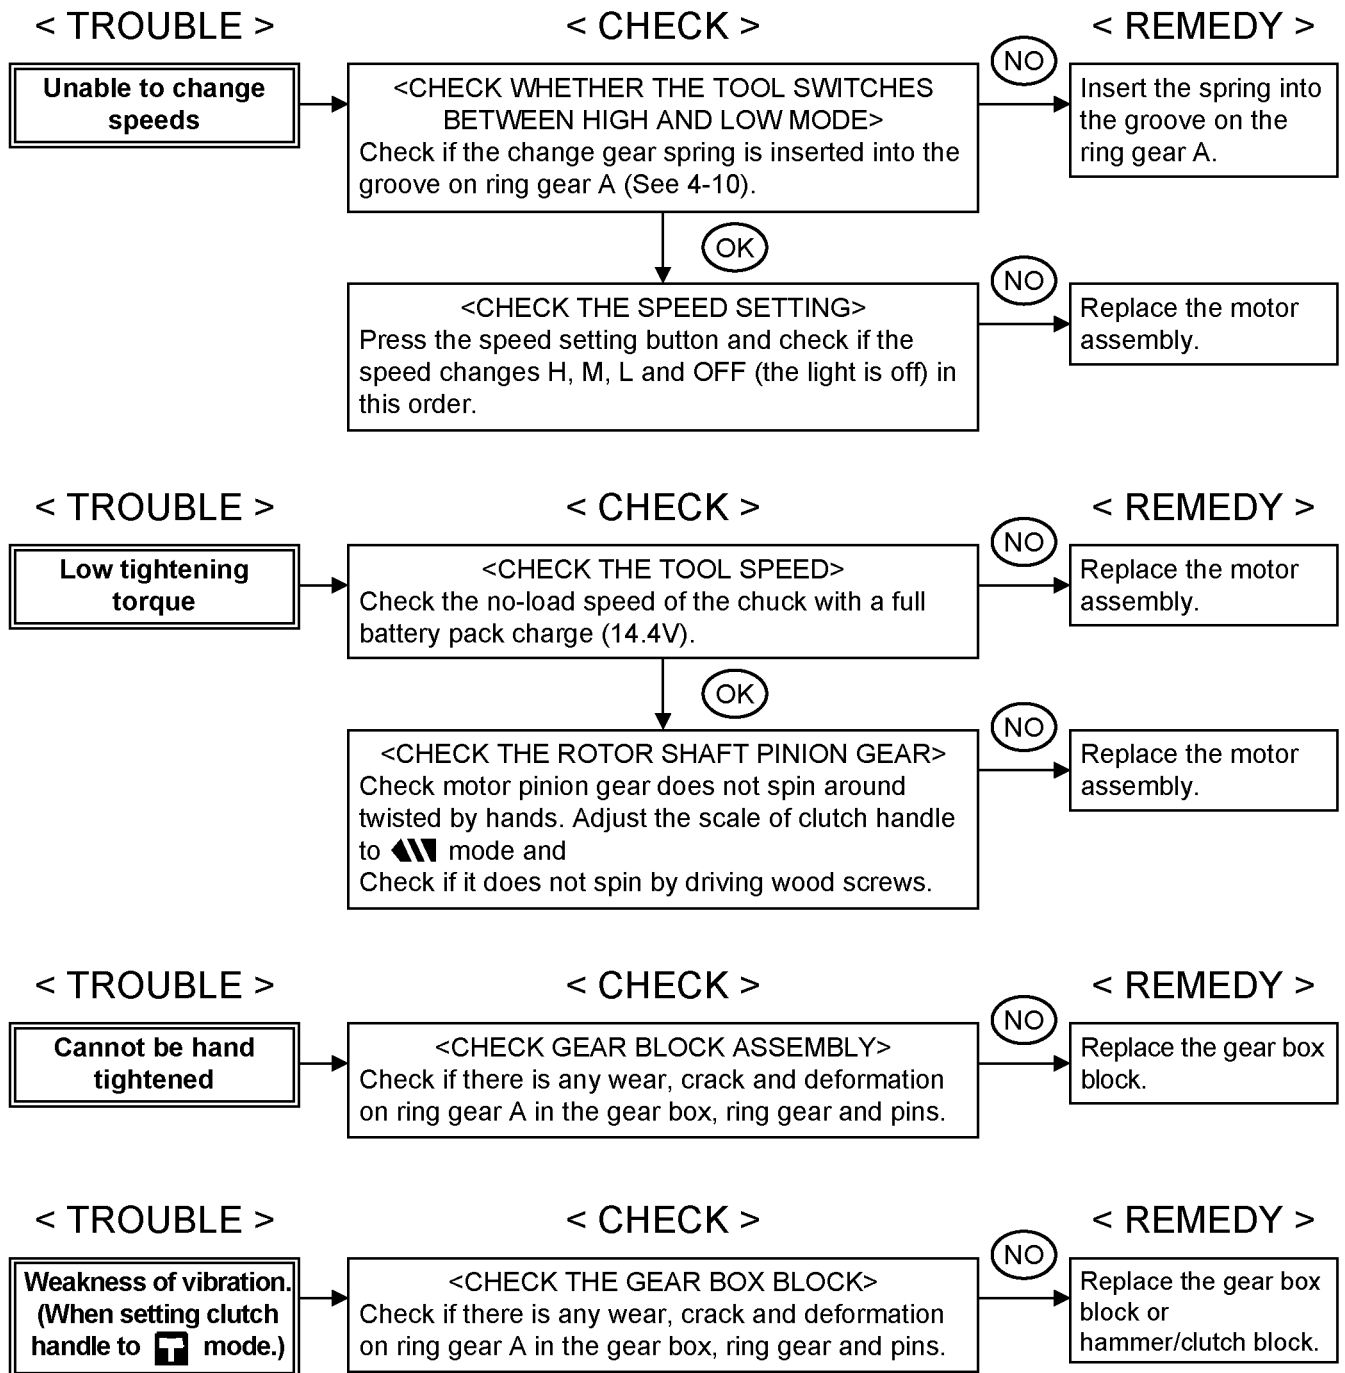 < TROUBLE > < CHECK > < REMEDY >
Unable to change
speeds
<CHECK WHETHER THE TOOL SWITCHES
BETWEEN HIGH AND LOW MODE>
Check if the change gear spring is inserted into the
groove on ring gear A (See 4-10).
NO
Insert the spring into
the groove on the
ring gear A.
OK
<CHECK THE SPEED SETTING>
Press the speed setting button and check if the
speed changes H, M, L and OFF (the light is off) in
this order.
NO
Replace the motor
assembly.
< TROUBLE > < CHECK > < REMEDY >
Low tightening
torque
<CHECK THE TOOL SPEED>
Check the no-load speed of the chuck with a full
battery pack charge (14.4V).
NO
Replace the motor
assembly.
OK
<CHECK THE ROTOR SHAFT PINION GEAR>
Check motor pinion gear does not spin around
twisted by hands. Adjust the scale of clutch handle
to mode and
Check if it does not spin by driving wood screws.
NO
Replace the motor
assembly.
< TROUBLE > < CHECK > < REMEDY >
Cannot be hand
tightened
<CHECK GEAR BLOCK ASSEMBLY>
Check if there is any wear, crack and deformation
on ring gear A in the gear box, ring gear and pins.
NO
Replace the gear box
block.
< TROUBLE > < CHECK > < REMEDY >
Weakness of vibration.
(When setting clutch
handle to mode.)
<CHECK THE GEAR BOX BLOCK>
Check if there is any wear, crack and deformation
on ring gear A in the gear box, ring gear and pins.
NO
Replace the gear box
block or
hammer/clutch block.